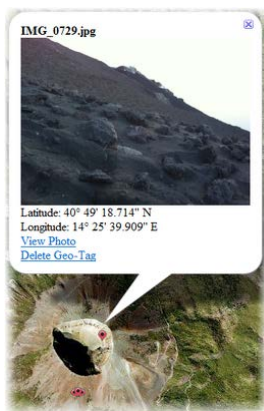 IMG_0729.jpg
Latitude: 40° 49' 18.714" N
Longitude: 14° 25' 39.909" E
View Photo
Delete Geo-Tag